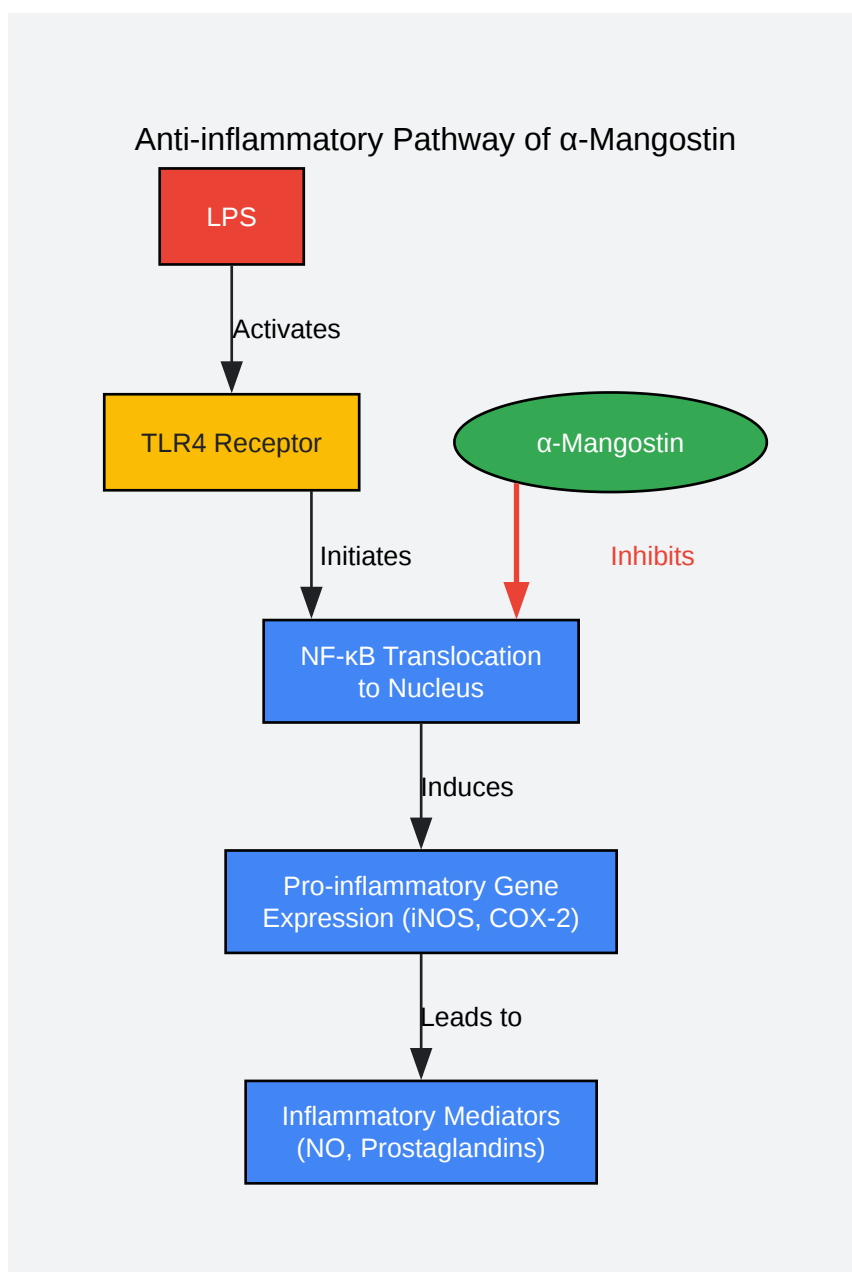 Anti-inflammatory Pathway of α-Mangostin
LPS
Activates
TLR4 Receptor
α-Mangostin
Initiates
Inhibits
NF-κB Translocation
to Nucleus
Induces
Pro-inflammatory Gene
Expression (iNOS, COX-2)
Leads to
Inflammatory Mediators
(NO, Prostaglandins)